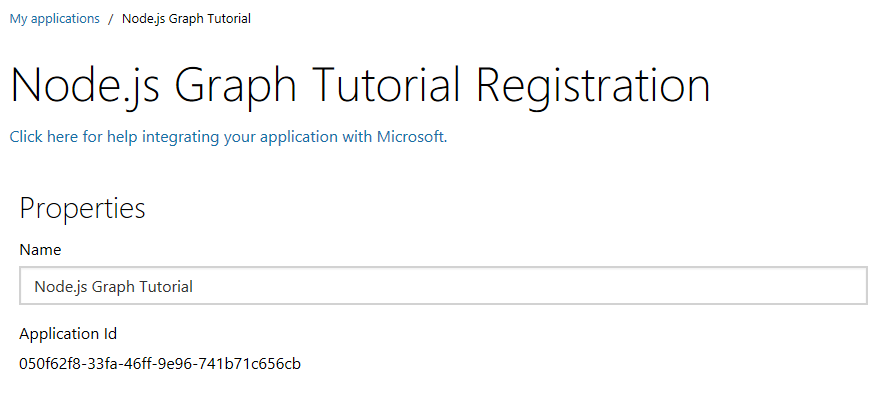 My applications / Node.js Graph Tutorial
Node.js Graph Tutorial Registration
Click here for help integrating your application with Microsoft.
Properties
Name
Node.js Graph Tutorial
Application Id
050f62f8-33fa-46ff-9e96-741b71c656cb